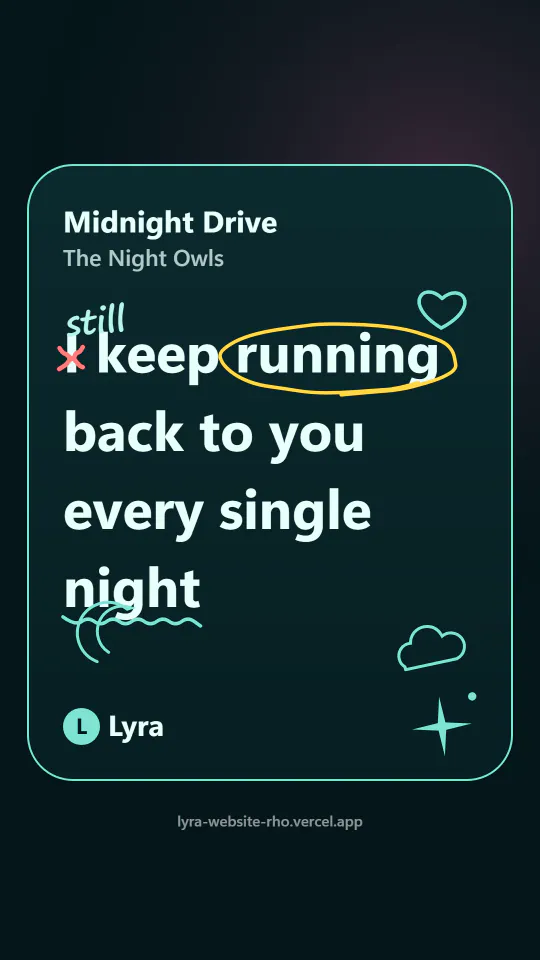 Midnight Drive
The Night Owls
still
I keep running
back to you
every single
night
L Lyra
lyra-website-rho.vercel.app